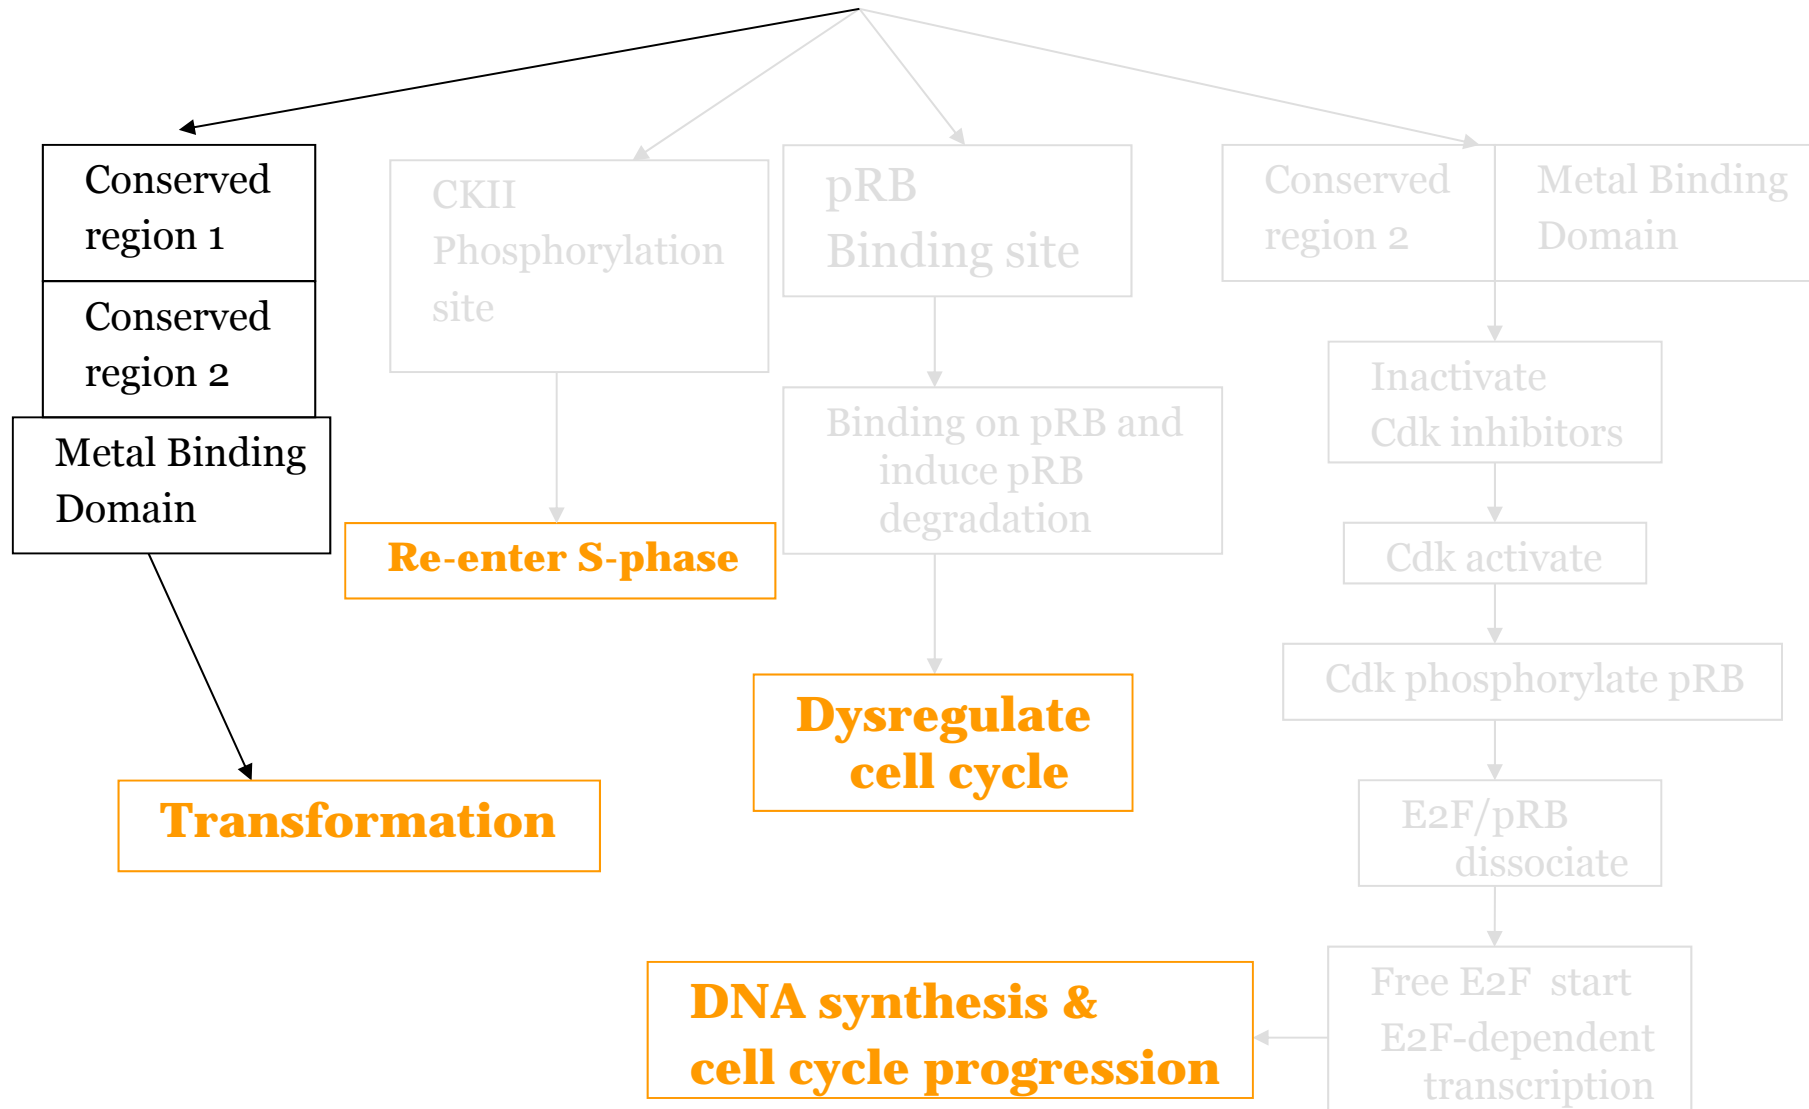 Conserved
region 1
Conserved
region 2
Metal Binding
Domain
Transformation
CKII
Phosphorylation
site
Re-enter S-phase
pRB
Binding site
Binding on pRB and
induce pRB
degradation
Dysregulate
cell cycle
Conserved
region 2
Metal Binding
Domain
Inactivate
Cdk inhibitors
Cdk activate
Cdk phosphorylate pRB
E2F/pRB
dissociate
Free E2F start
E2F-dependent
transcription
DNA synthesis &
cell cycle progression